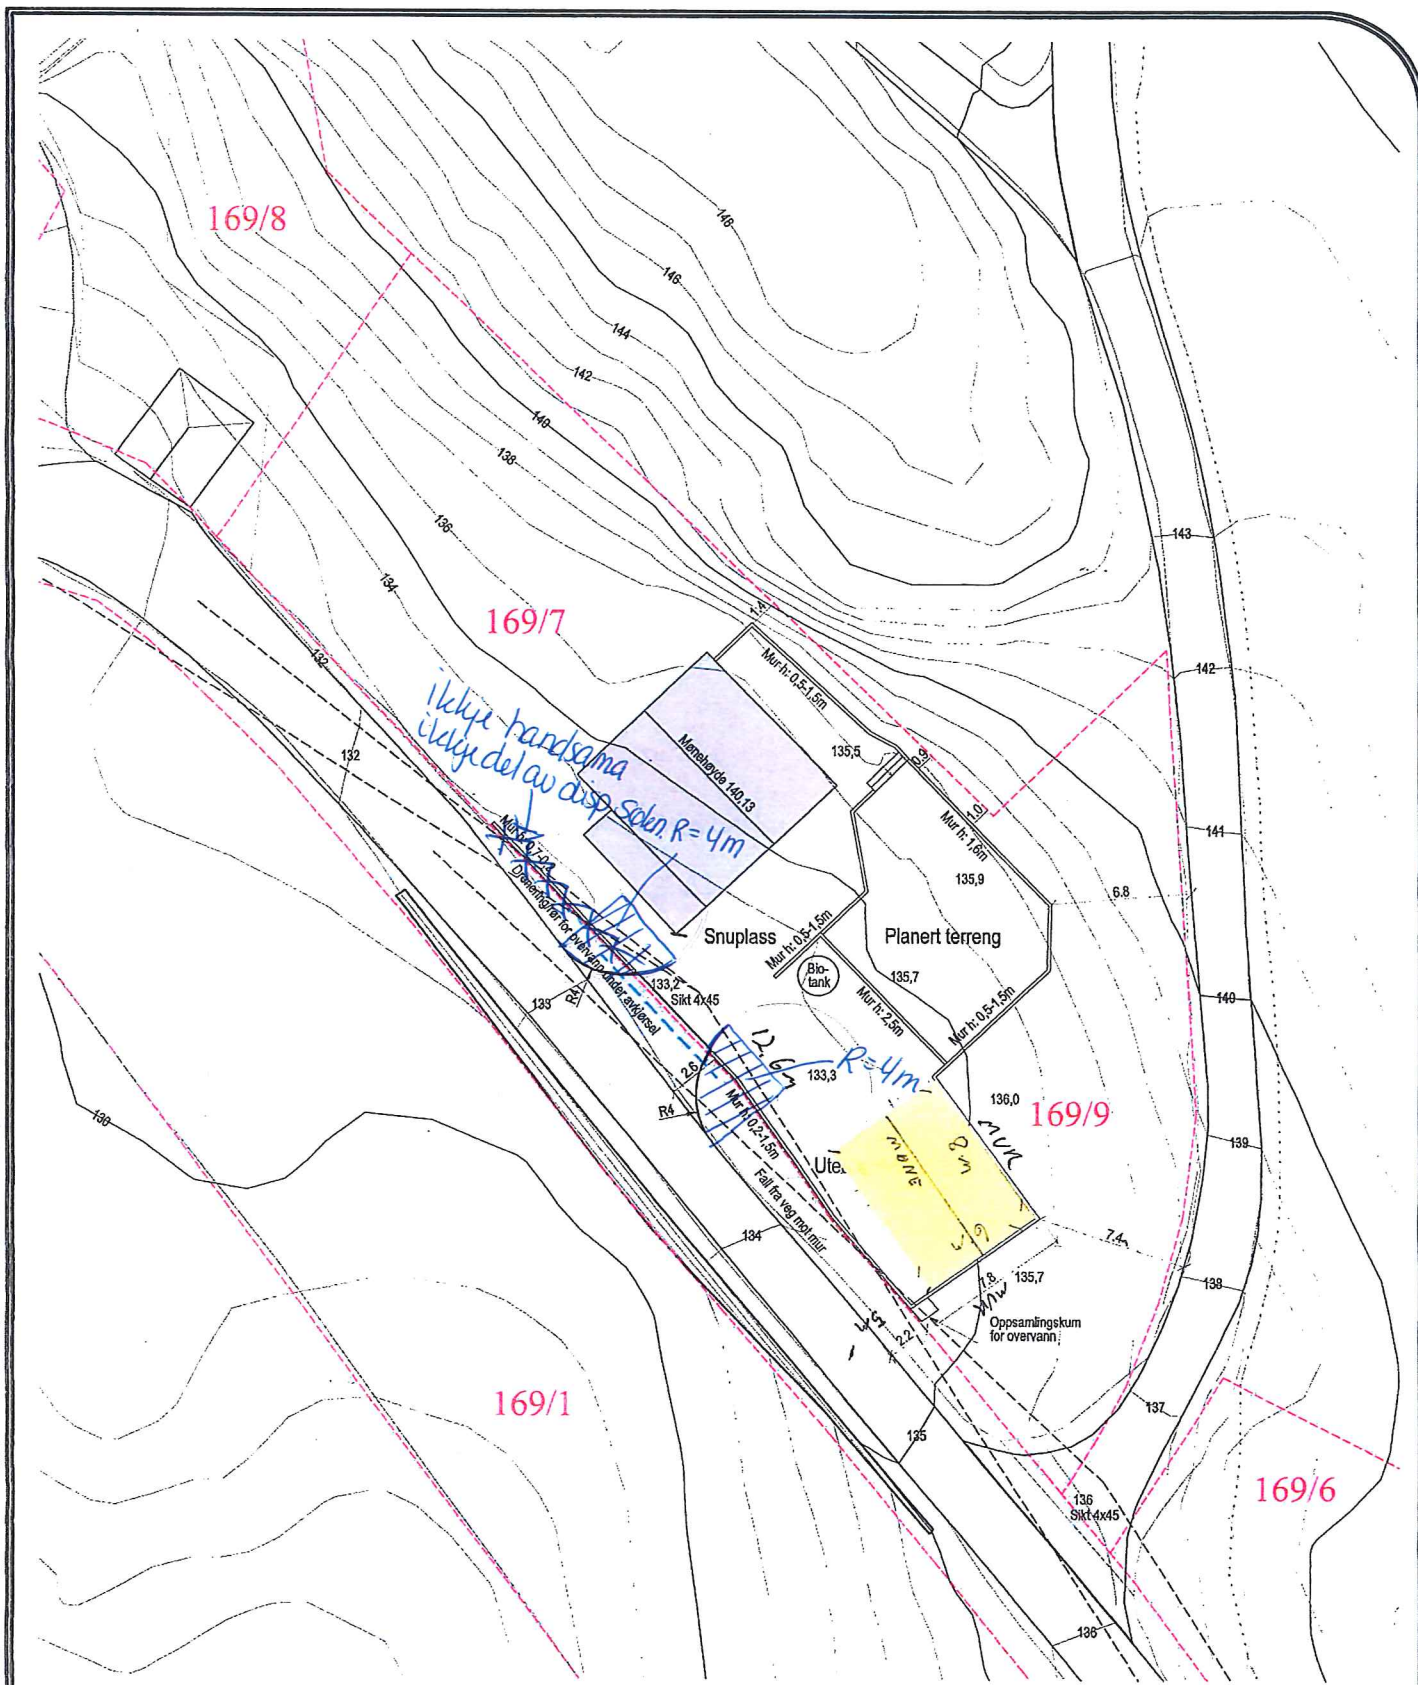 169/8
148
146
144
142
140
138
136
134
132
143
169/7
1.4
142
Mur h: 0,5-1,5m
ikkje handsama
ikkje del av disp.søkn.
R=4m
132
Mønehøyde 140,13
135,5
0.9
1.0
Mur h: 1,6m
141
135,9
6.8
Drenering/rør for overvann under avkjørsel
Snuplass
Mur h: 0,5-1,5m
Planert terreng
Bio-
tank
135,7
133,2
Sikt 4x45
133
R4
Mur h: 2,5m
Mur h: 0,5-1,5m
140
12.6m
133,3
R=4m
2.6
R4
Mur h: 0,2-1,5m
136,0
169/9
130
139
MUR
8m
MØNE
Fall fra veg mot mur
134
7.4
7.8
135,7
138
Oppsamlingskum
for overvann
2.2
169/1
137
135
136
Sikt 4x45
169/6
136